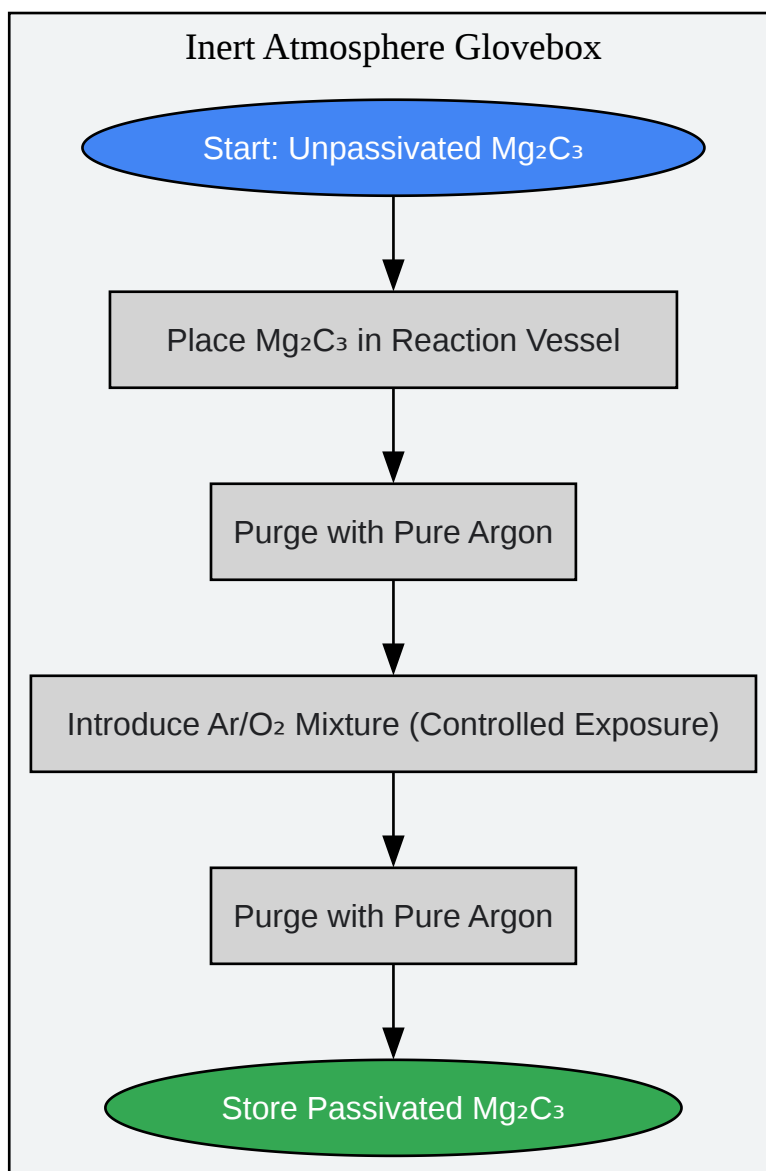 Inert Atmosphere Glovebox
Start: Unpassivated Mg₂C₃
Place Mg₂C₃ in Reaction Vessel
Purge with Pure Argon
Introduce Ar/O₂ Mixture (Controlled Exposure)
Purge with Pure Argon
Store Passivated Mg₂C₃